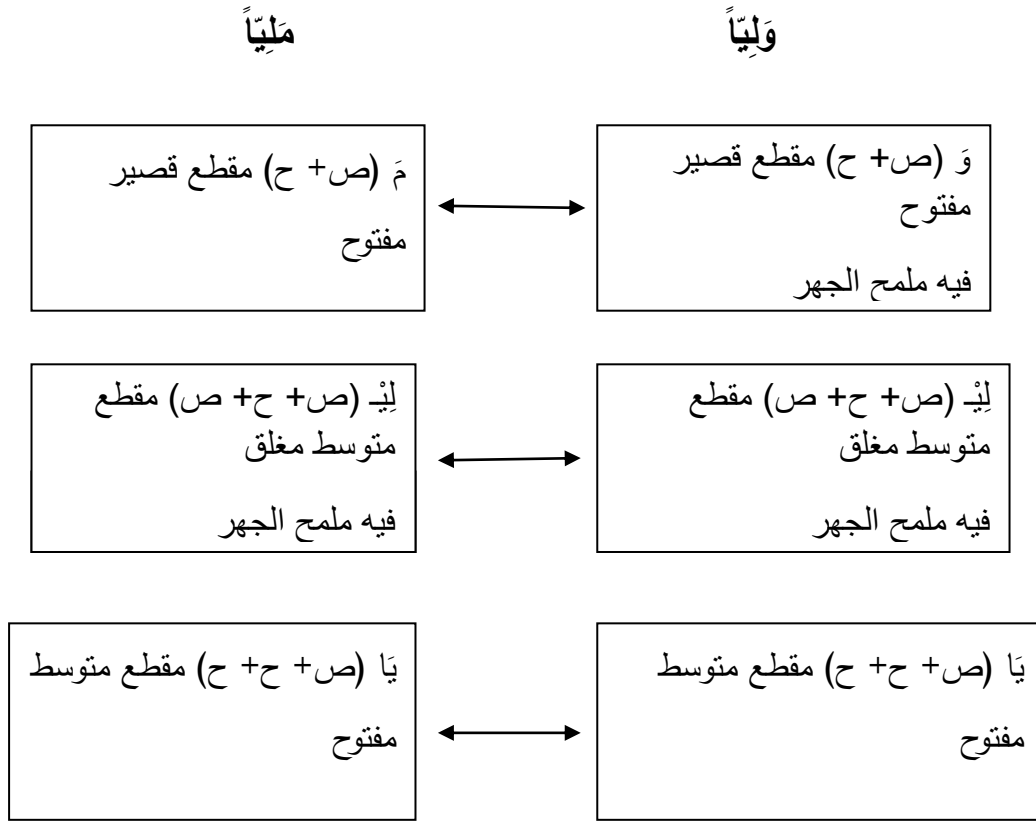 وَلِيّاً
مَلِيّاً
وَ (ص+ ح) مقطع قصير
مفتوح
فيه ملمح الجهر
مَ (ص+ ح) مقطع قصير
مفتوح
لِيْـ (ص+ ح+ ص) مقطع
متوسط مغلق
فيه ملمح الجهر
لِيْـ (ص+ ح+ ص) مقطع
متوسط مغلق
فيه ملمح الجهر
يَا (ص+ ح+ ح) مقطع متوسط
مفتوح
يَا (ص+ ح+ ح) مقطع متوسط
مفتوح